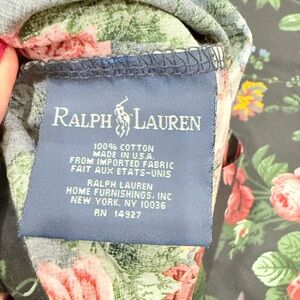 RALPH LAUREN
100% COTTON
MADE IN U.S.A.
FROM IMPORTED FABRIC
FAIT AUX ETATS-UNIS
RALPH LAUREN
HOME FURNISHINGS, INC
NEW YORK, NY 10036
RN 14927